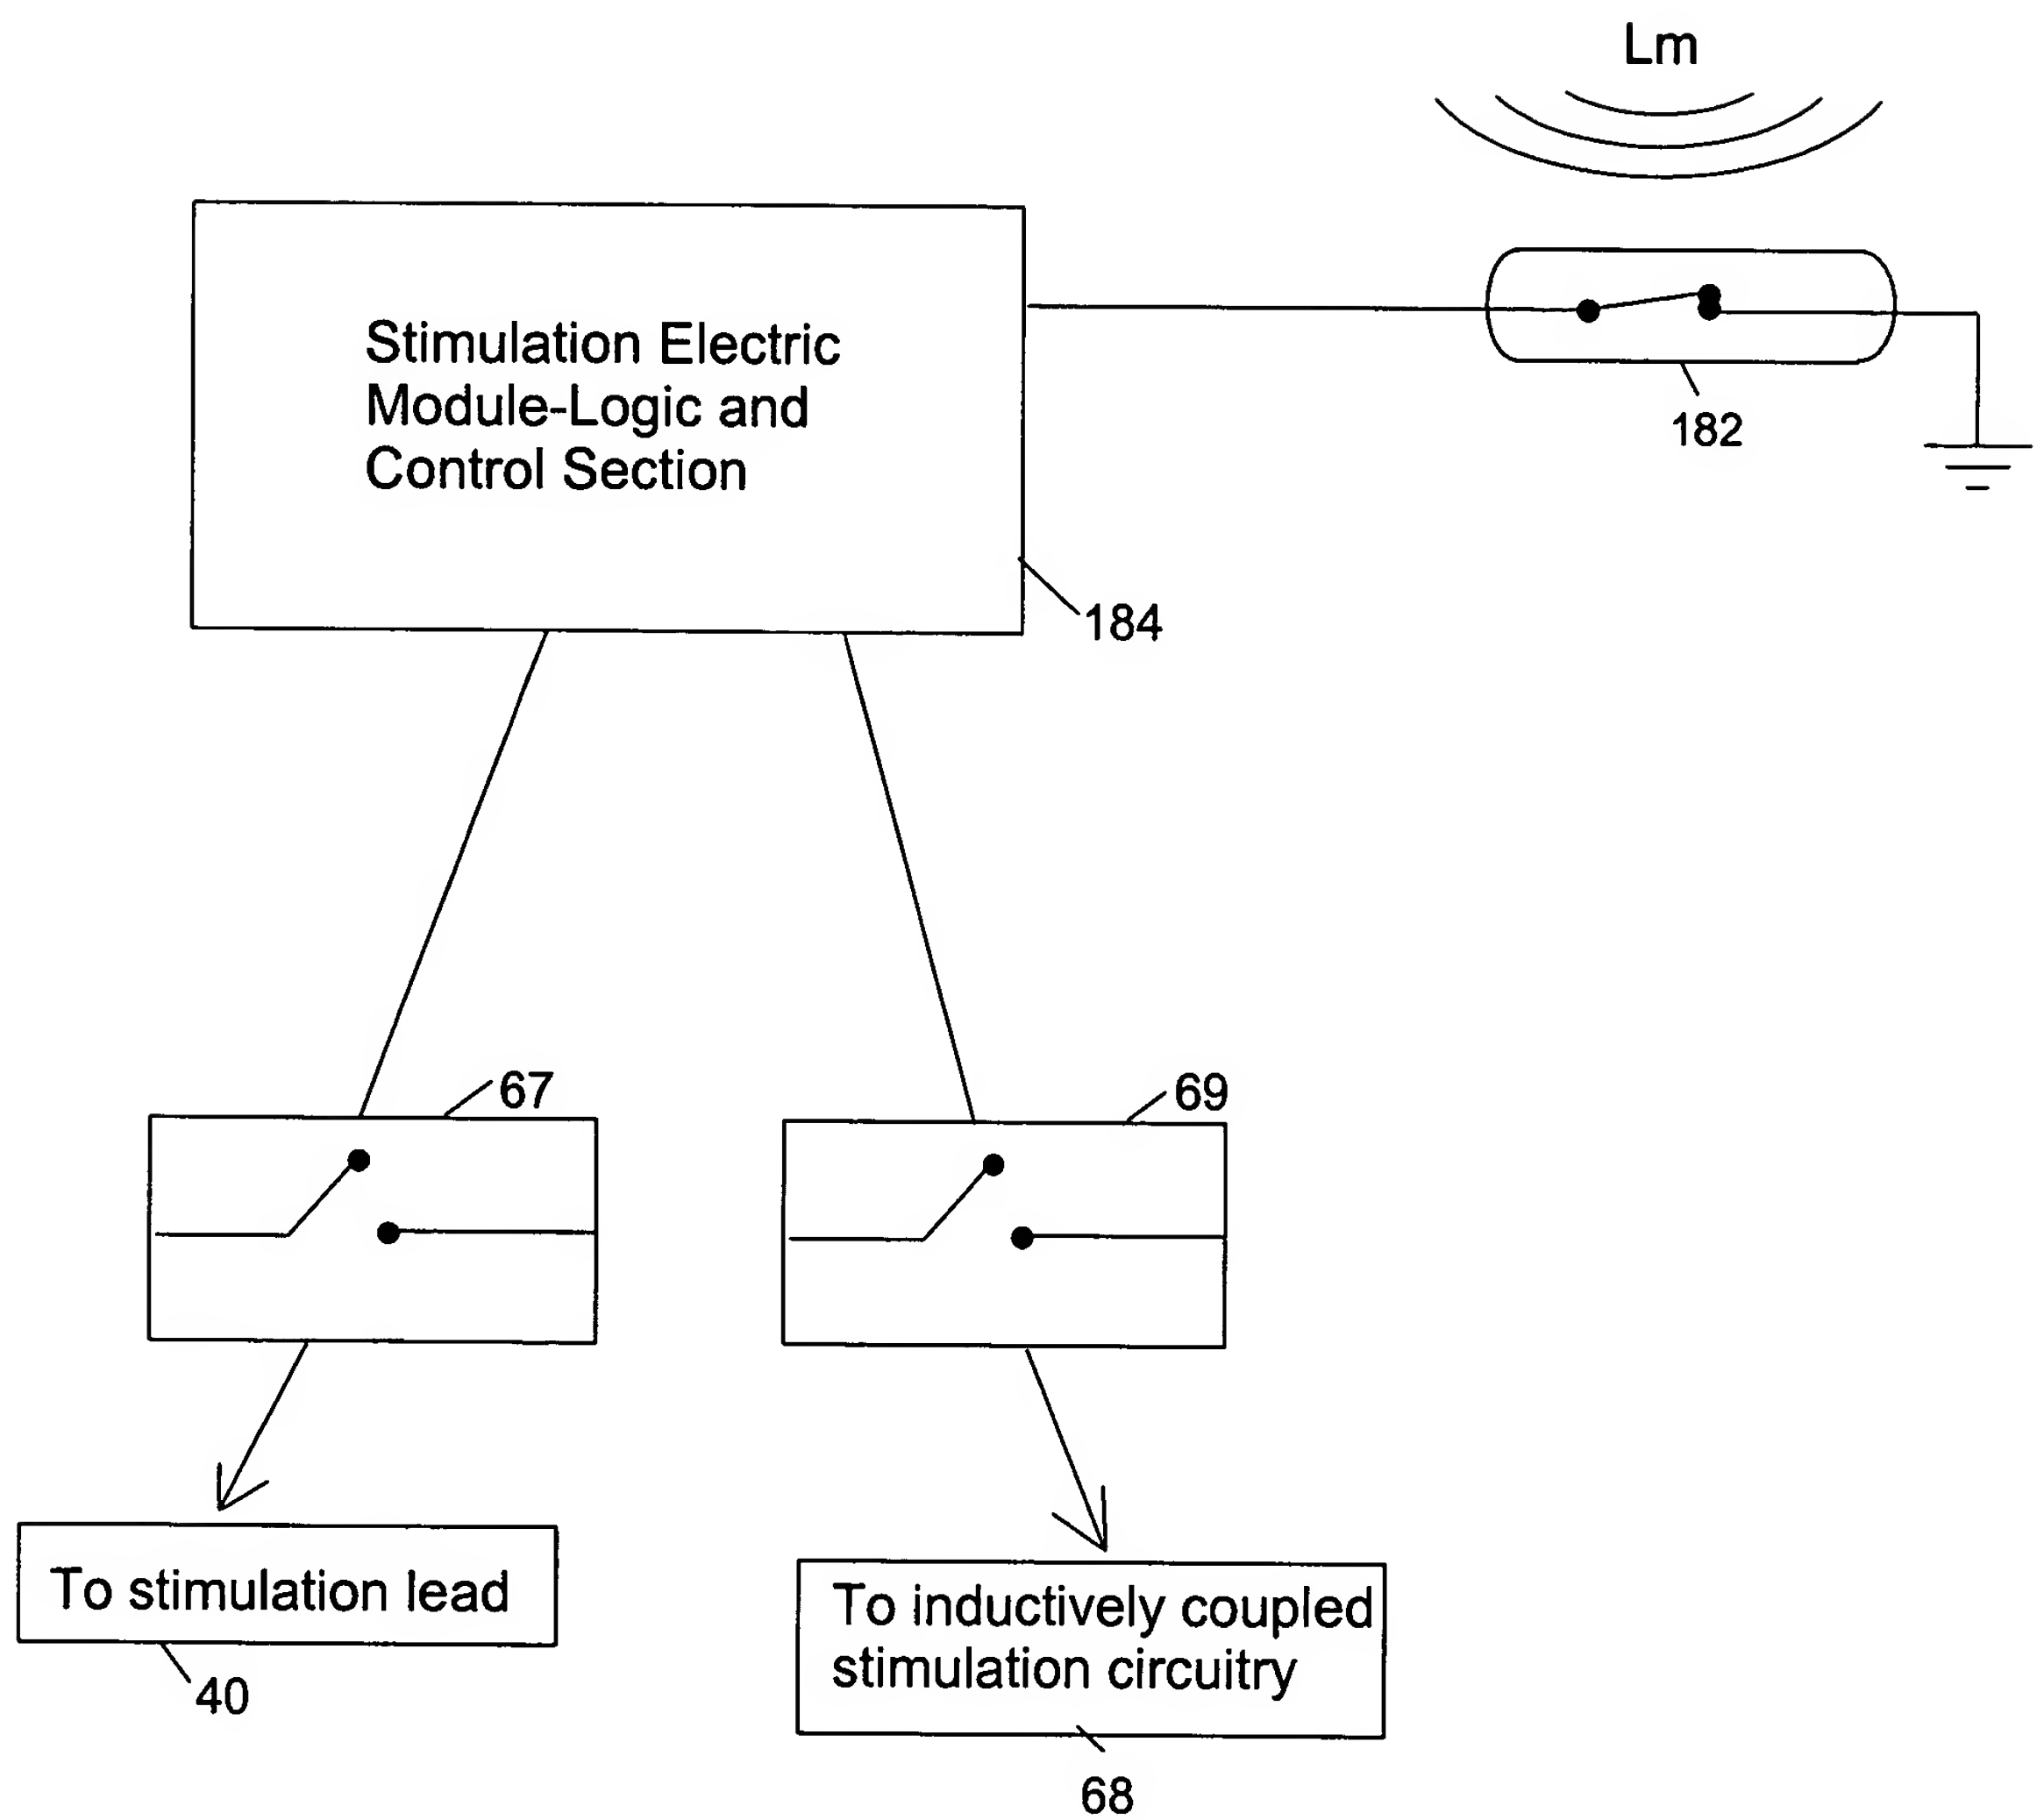 Lm
Stimulation Electric
Module-Logic and
Control Section
182
184
67
69
To stimulation lead
To inductively coupled
stimulation circuitry
40
68